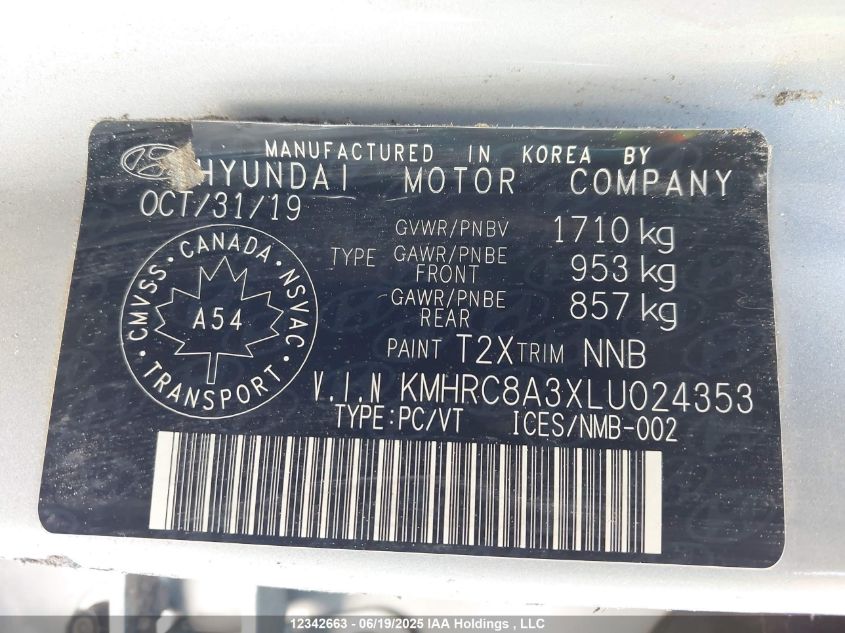 MANUFACTURED IN KOREA BY
HYUNDAI MOTOR COMPANY
OCT/31/19
GVWR/PNBV 1710 kg
TYPE GAWR/PNBE FRONT 953 kg
GAWR/PNBE REAR 857 kg
CMVSS · CANADA · NSVAC · TRANSPORT ·
A54
PAINT T2X TRIM NNB
V.I.N KMHRC8A3XLU024353
TYPE:PC/VT ICES/NMB-002
12342663 - 06/19/2025 IAA Holdings , LLC